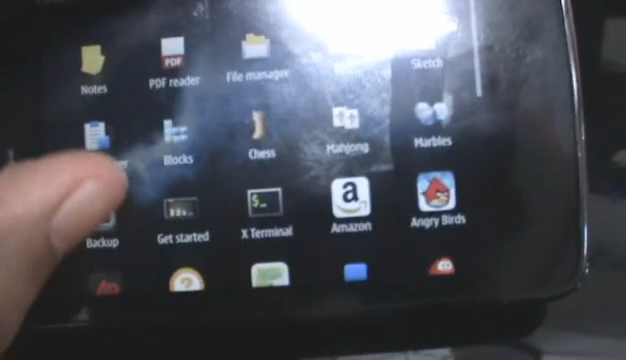 Notes
PDF
PDF reader
File manager
Sketch
Blocks
Chess
Mahjong
Marbles
Backup
Get started
$_
X Terminal
a
Amazon
Angry Birds
?